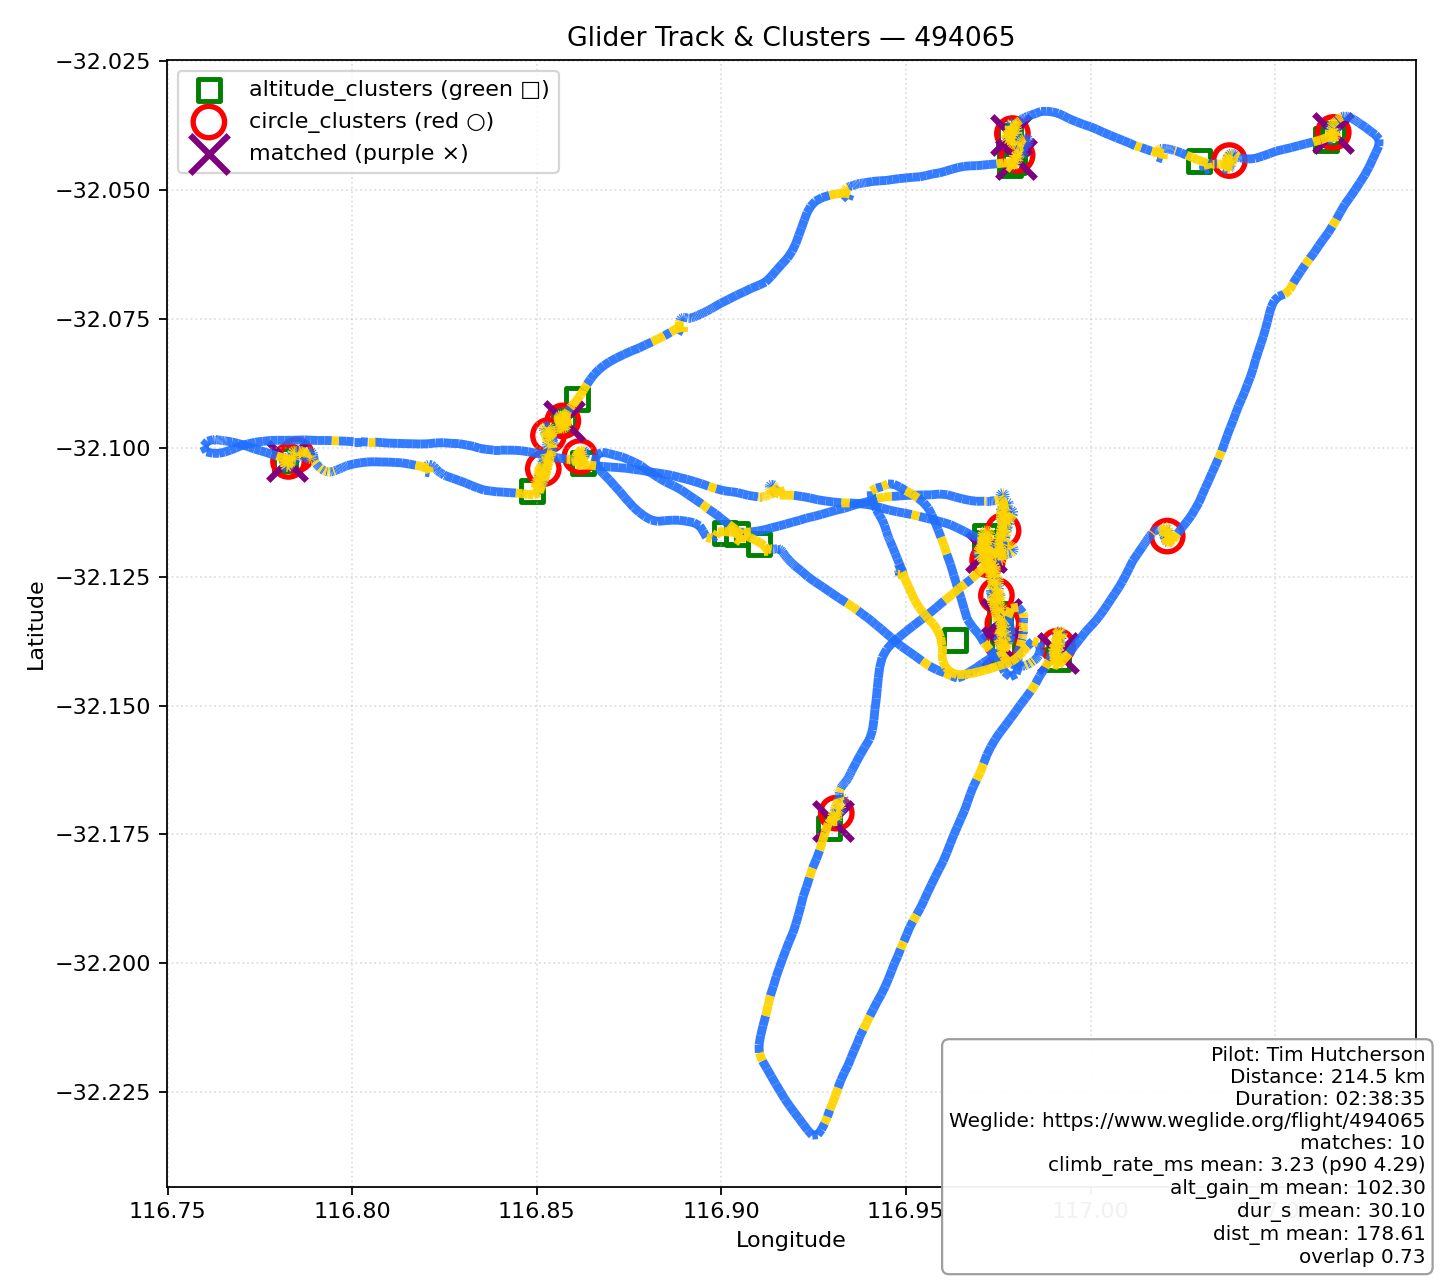 Glider Track & Clusters — 494065
altitude_clusters (green □)
circle_clusters (red ○)
matched (purple ×)
−32.025
−32.050
−32.075
−32.100
−32.125
−32.150
−32.175
−32.200
−32.225
Latitude
116.75
116.80
116.85
116.90
116.95
117.00
Longitude
Pilot: Tim Hutcherson
Distance: 214.5 km
Duration: 02:38:35
Weglide: https://www.weglide.org/flight/494065
matches: 10
climb_rate_ms mean: 3.23 (p90 4.29)
alt_gain_m mean: 102.30
dur_s mean: 30.10
dist_m mean: 178.61
overlap 0.73